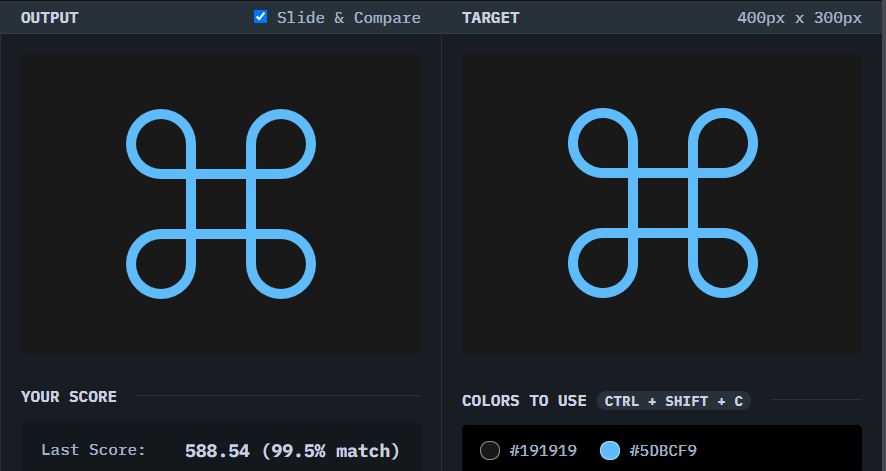 OUTPUT
Slide & Compare
TARGET
400px x 300px
YOUR SCORE
COLORS TO USE CTRL + SHIFT + C
Last Score: 588.54 (99.5% match)
#191919 #5DBCF9